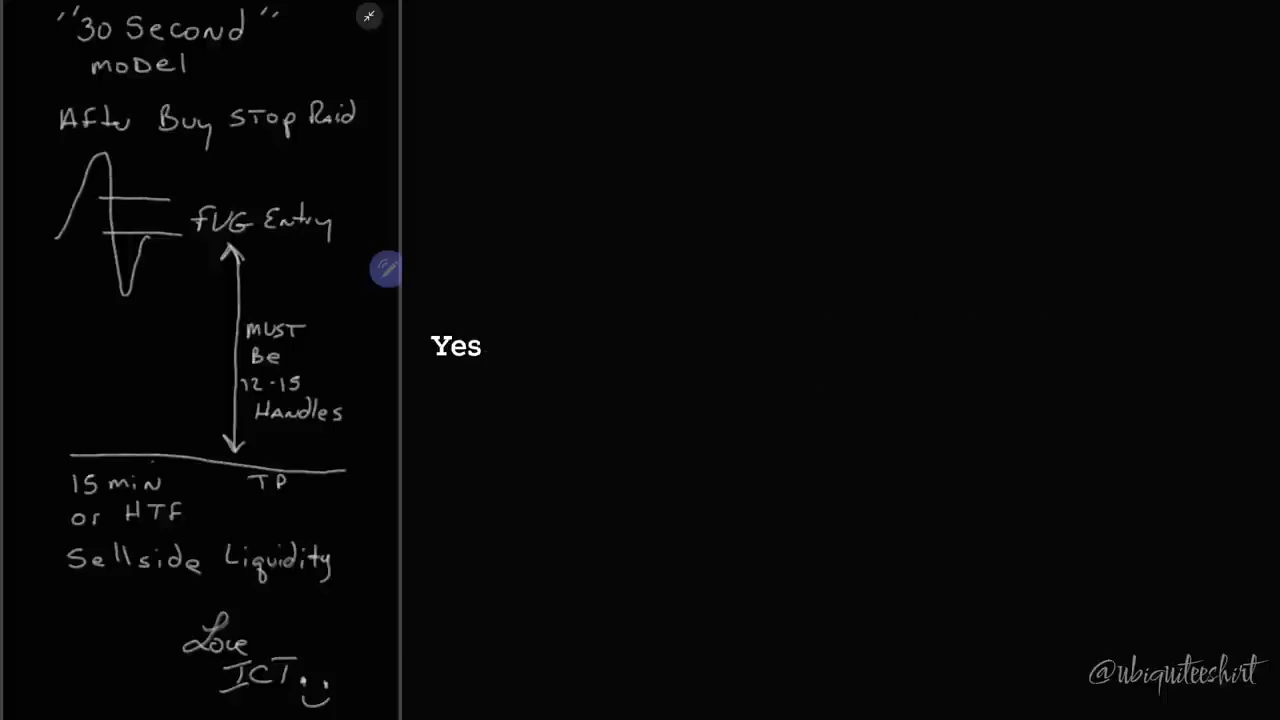 "30 Second"
Model
After Buy Stop Raid
FVG Entry
MUST
Be
12-15
HANDles
15 min
or HTF
TP
Sellside Liquidity
Love
ICT
Yes
@ubiquiteeshirt